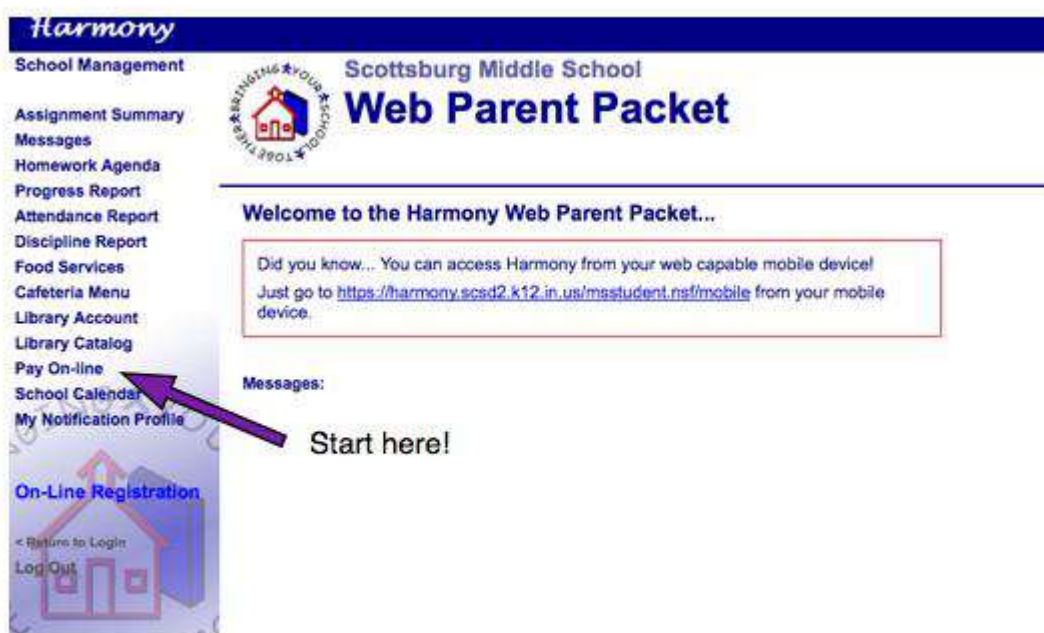 Harmony
School Management
Assignment Summary
Messages
Homework Agenda
Progress Report
Attendance Report
Discipline Report
Food Services
Cafeteria Menu
Library Account
Library Catalog
Pay On-line
School Calendar
My Notification Profile
On-Line Registration
< Return to Login
Log Out
BRINGING YOUR SCHOOL TOGETHER
Scottsburg Middle School
Web Parent Packet
Welcome to the Harmony Web Parent Packet...
Did you know... You can access Harmony from your web capable mobile device!
Just go to https://harmony.scsd2.k12.in.us/msstudent.nsf/mobile from your mobile
device.
Messages:
Start here!